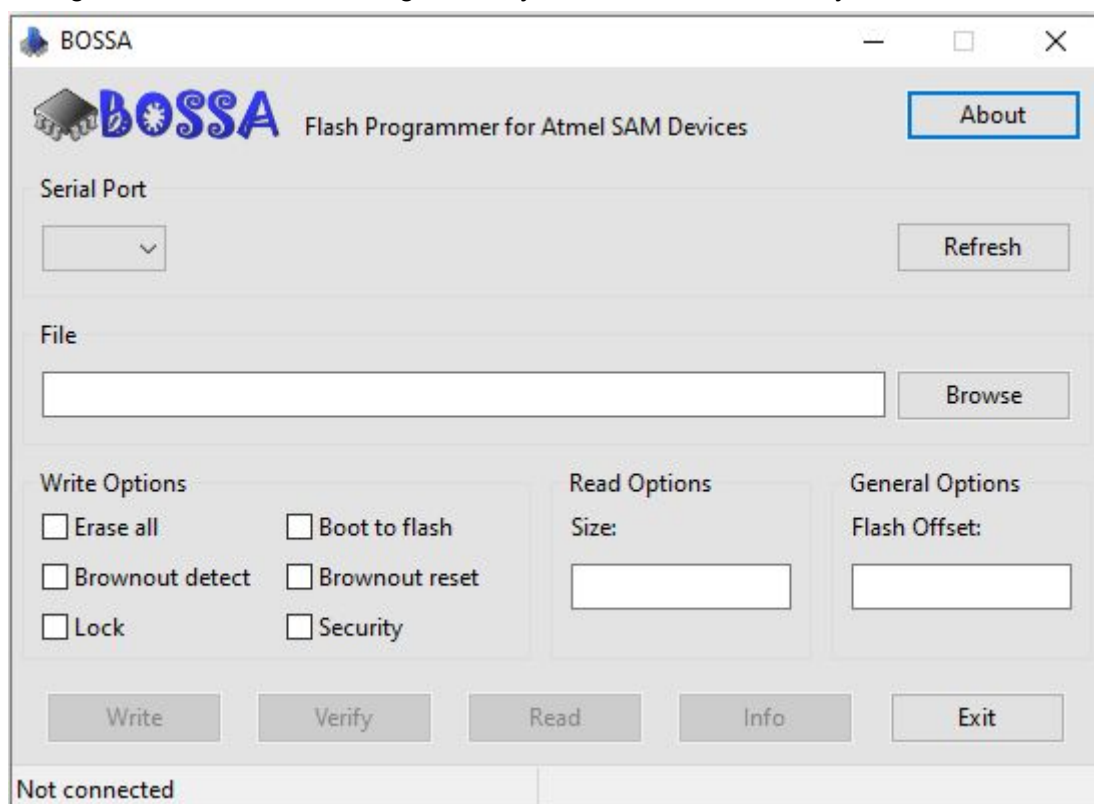 BOSSA
BOSSA Flash Programmer for Atmel SAM Devices About
Serial Port
Refresh
File
Browse
Write Options Read Options General Options
Erase all Boot to flash Size: Flash Offset:
Brownout detect Brownout reset
Lock Security
Write Verify Read Info Exit
Not connected